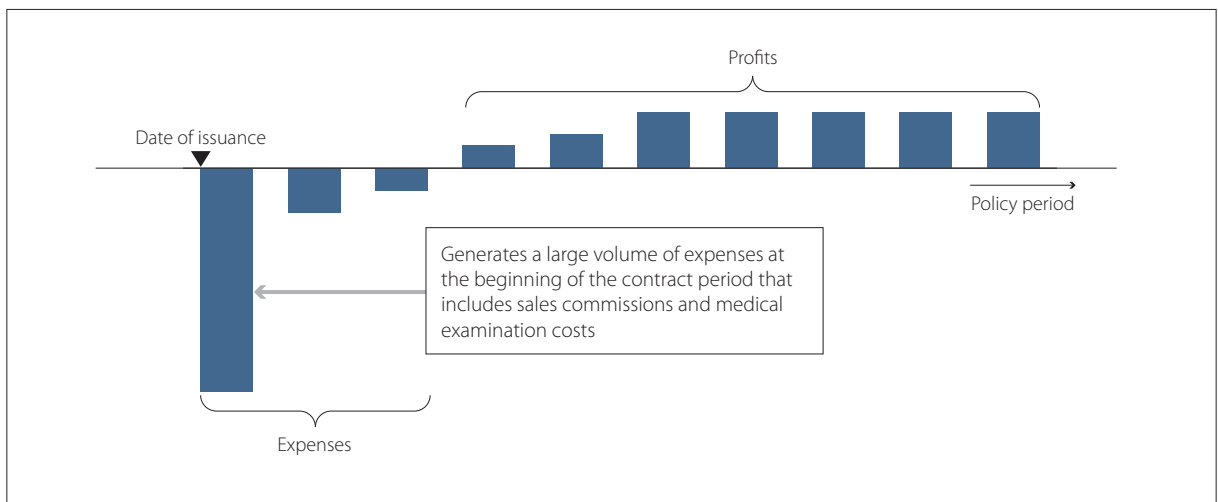 Profits
Date of issuance
Policy period
Generates a large volume of expenses at
the beginning of the contract period that
includes sales commissions and medical
examination costs
Expenses